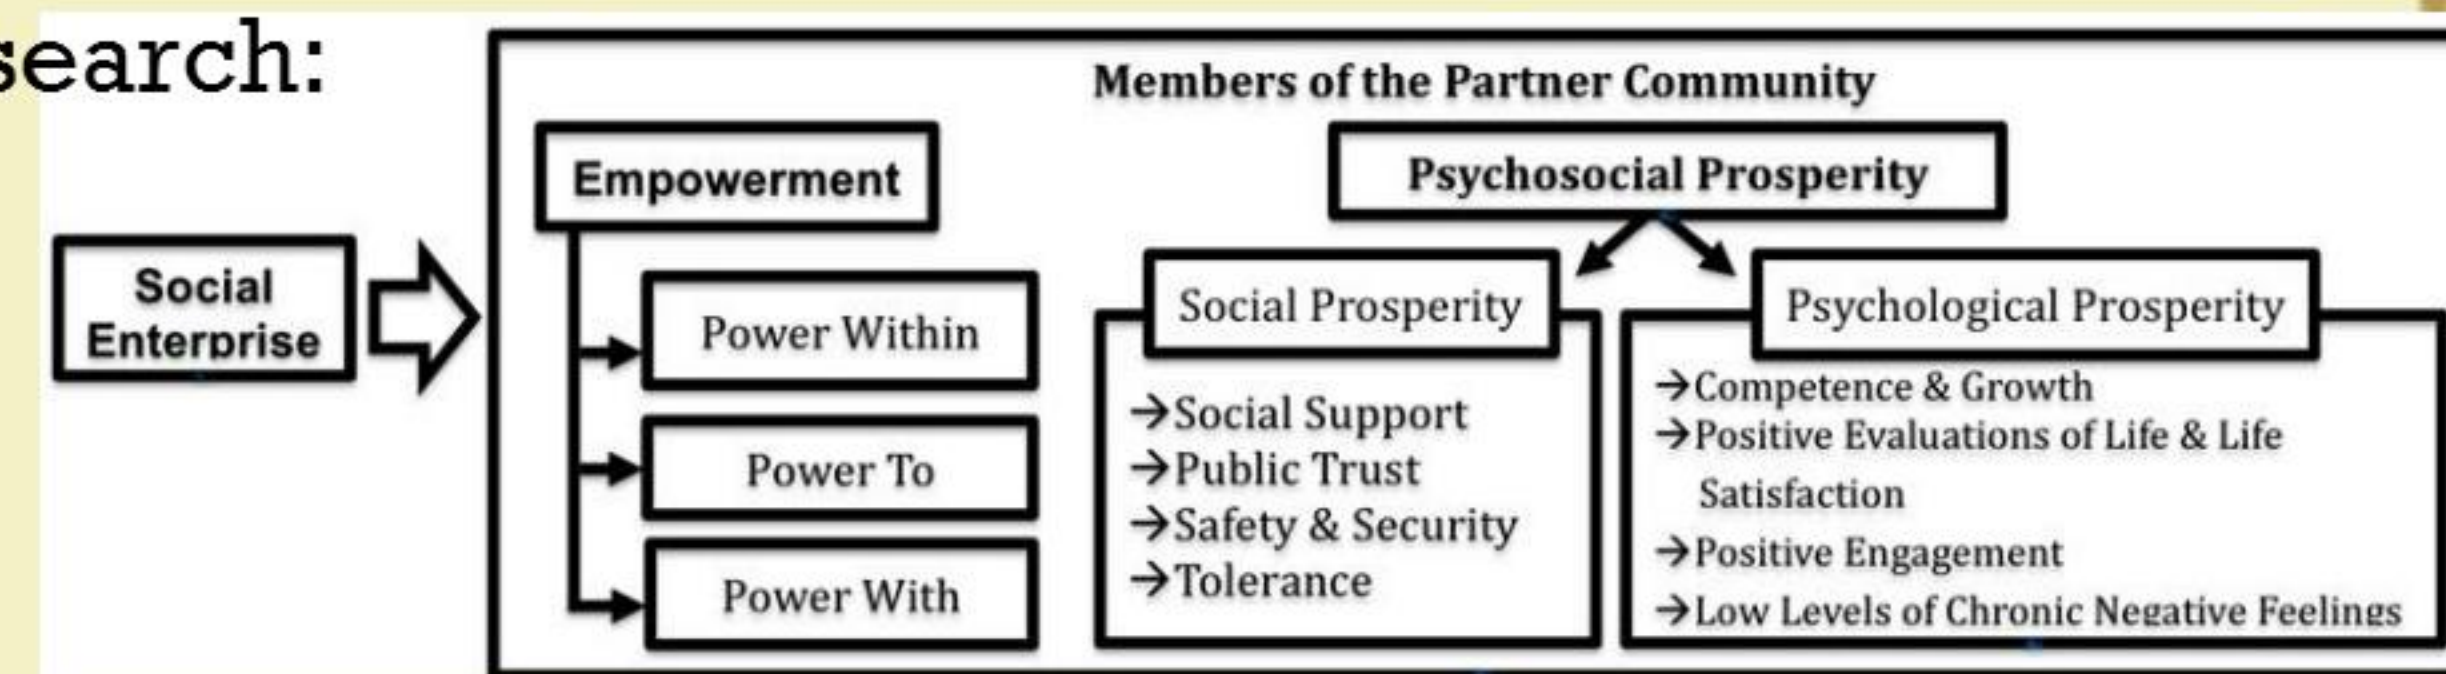 search:
Members of the Partner Community
Social
Enterprise
Empowerment
Power Within
Power To
Power With
Psychosocial Prosperity
Social Prosperity
→Social Support
→Public Trust
→Safety & Security
→Tolerance
Psychological Prosperity
→Competence & Growth
→Positive Evaluations of Life & Life
Satisfaction
→Positive Engagement
→Low Levels of Chronic Negative Feelings